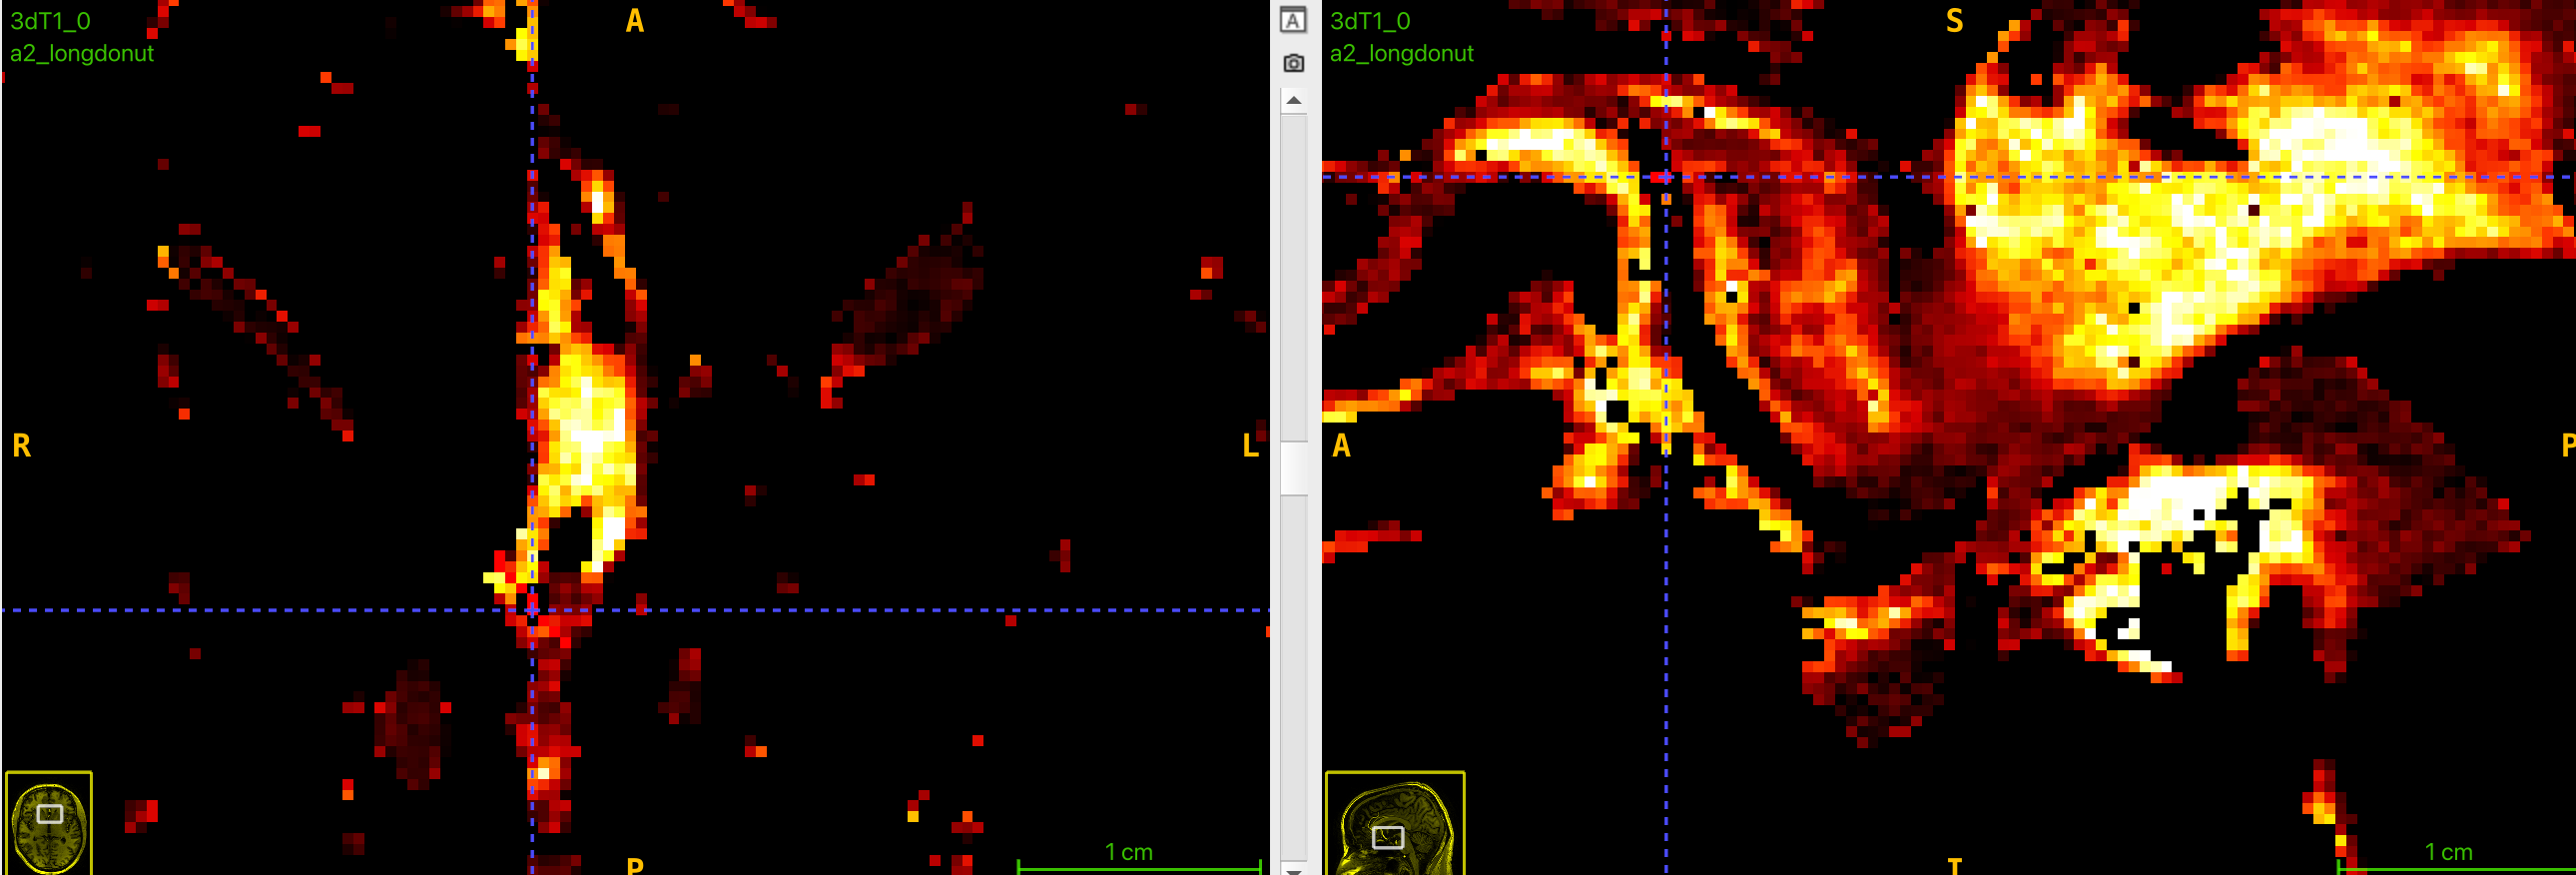 3dT1_0
a2_longdonut
A
R
L
P
1 cm
A
3dT1_0
a2_longdonut
S
A
P
I
1 cm